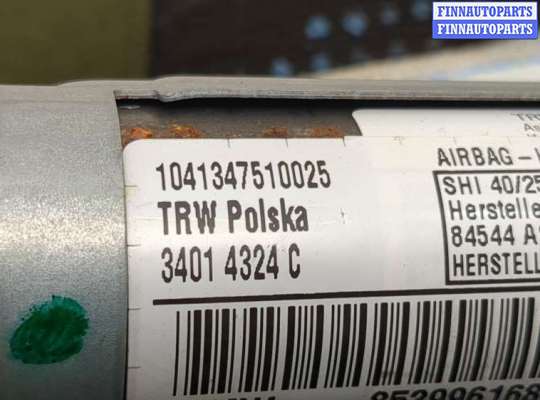 FINNAUTOPARTS
FINNAUTOPARTS
1041347510025
TRW Polska
3401 4324 C
AIRBAG –
SHI 40/25
Herstelle
84544 A
HERSTELL